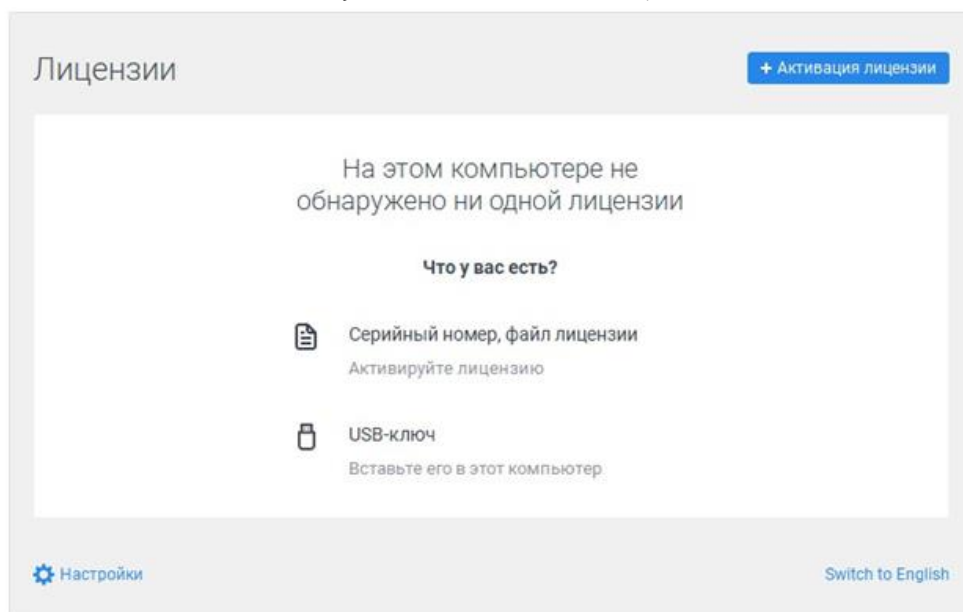 Лицензии
+ Активация лицензии
На этом компьютере не
обнаружено ни одной лицензии
Что у вас есть?
Серийный номер, файл лицензии
Активируйте лицензию
USB-ключ
Вставьте его в этот компьютер
Настройки
Switch to English